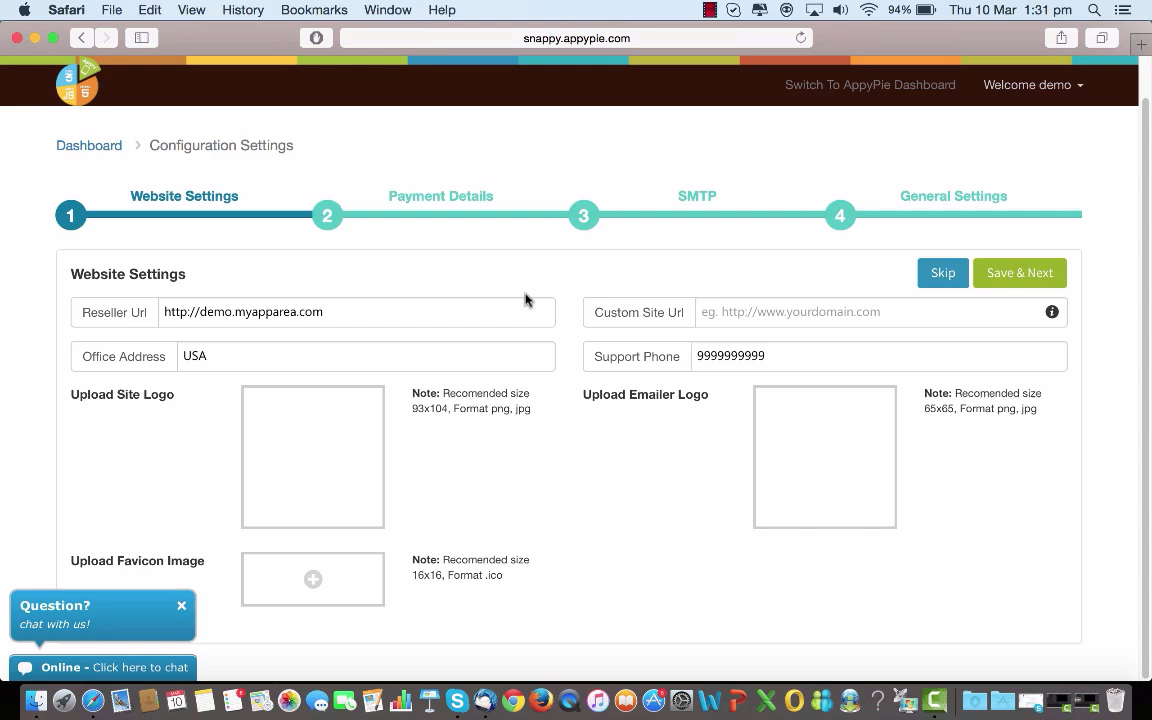 Safari File Edit View History Bookmarks Window Help 94% Thu 10 Mar 1:31 pm
snappy.appypie.com
Switch To AppyPie Dashboard Welcome demo
Dashboard > Configuration Settings
Website Settings Payment Details SMTP General Settings
1 2 3 4
Website Settings Skip Save & Next
Reseller Url http://demo.myapparea.com Custom Site Url eg. http://www.yourdomain.com
Office Address USA Support Phone 9999999999
Upload Site Logo Note: Recomended size Upload Emailer Logo Note: Recomended size
93x104, Format png, jpg 65x65, Format png, jpg
Upload Favicon Image Note: Recomended size
16x16, Format .ico
Question?
chat with us!
Online - Click here to chat